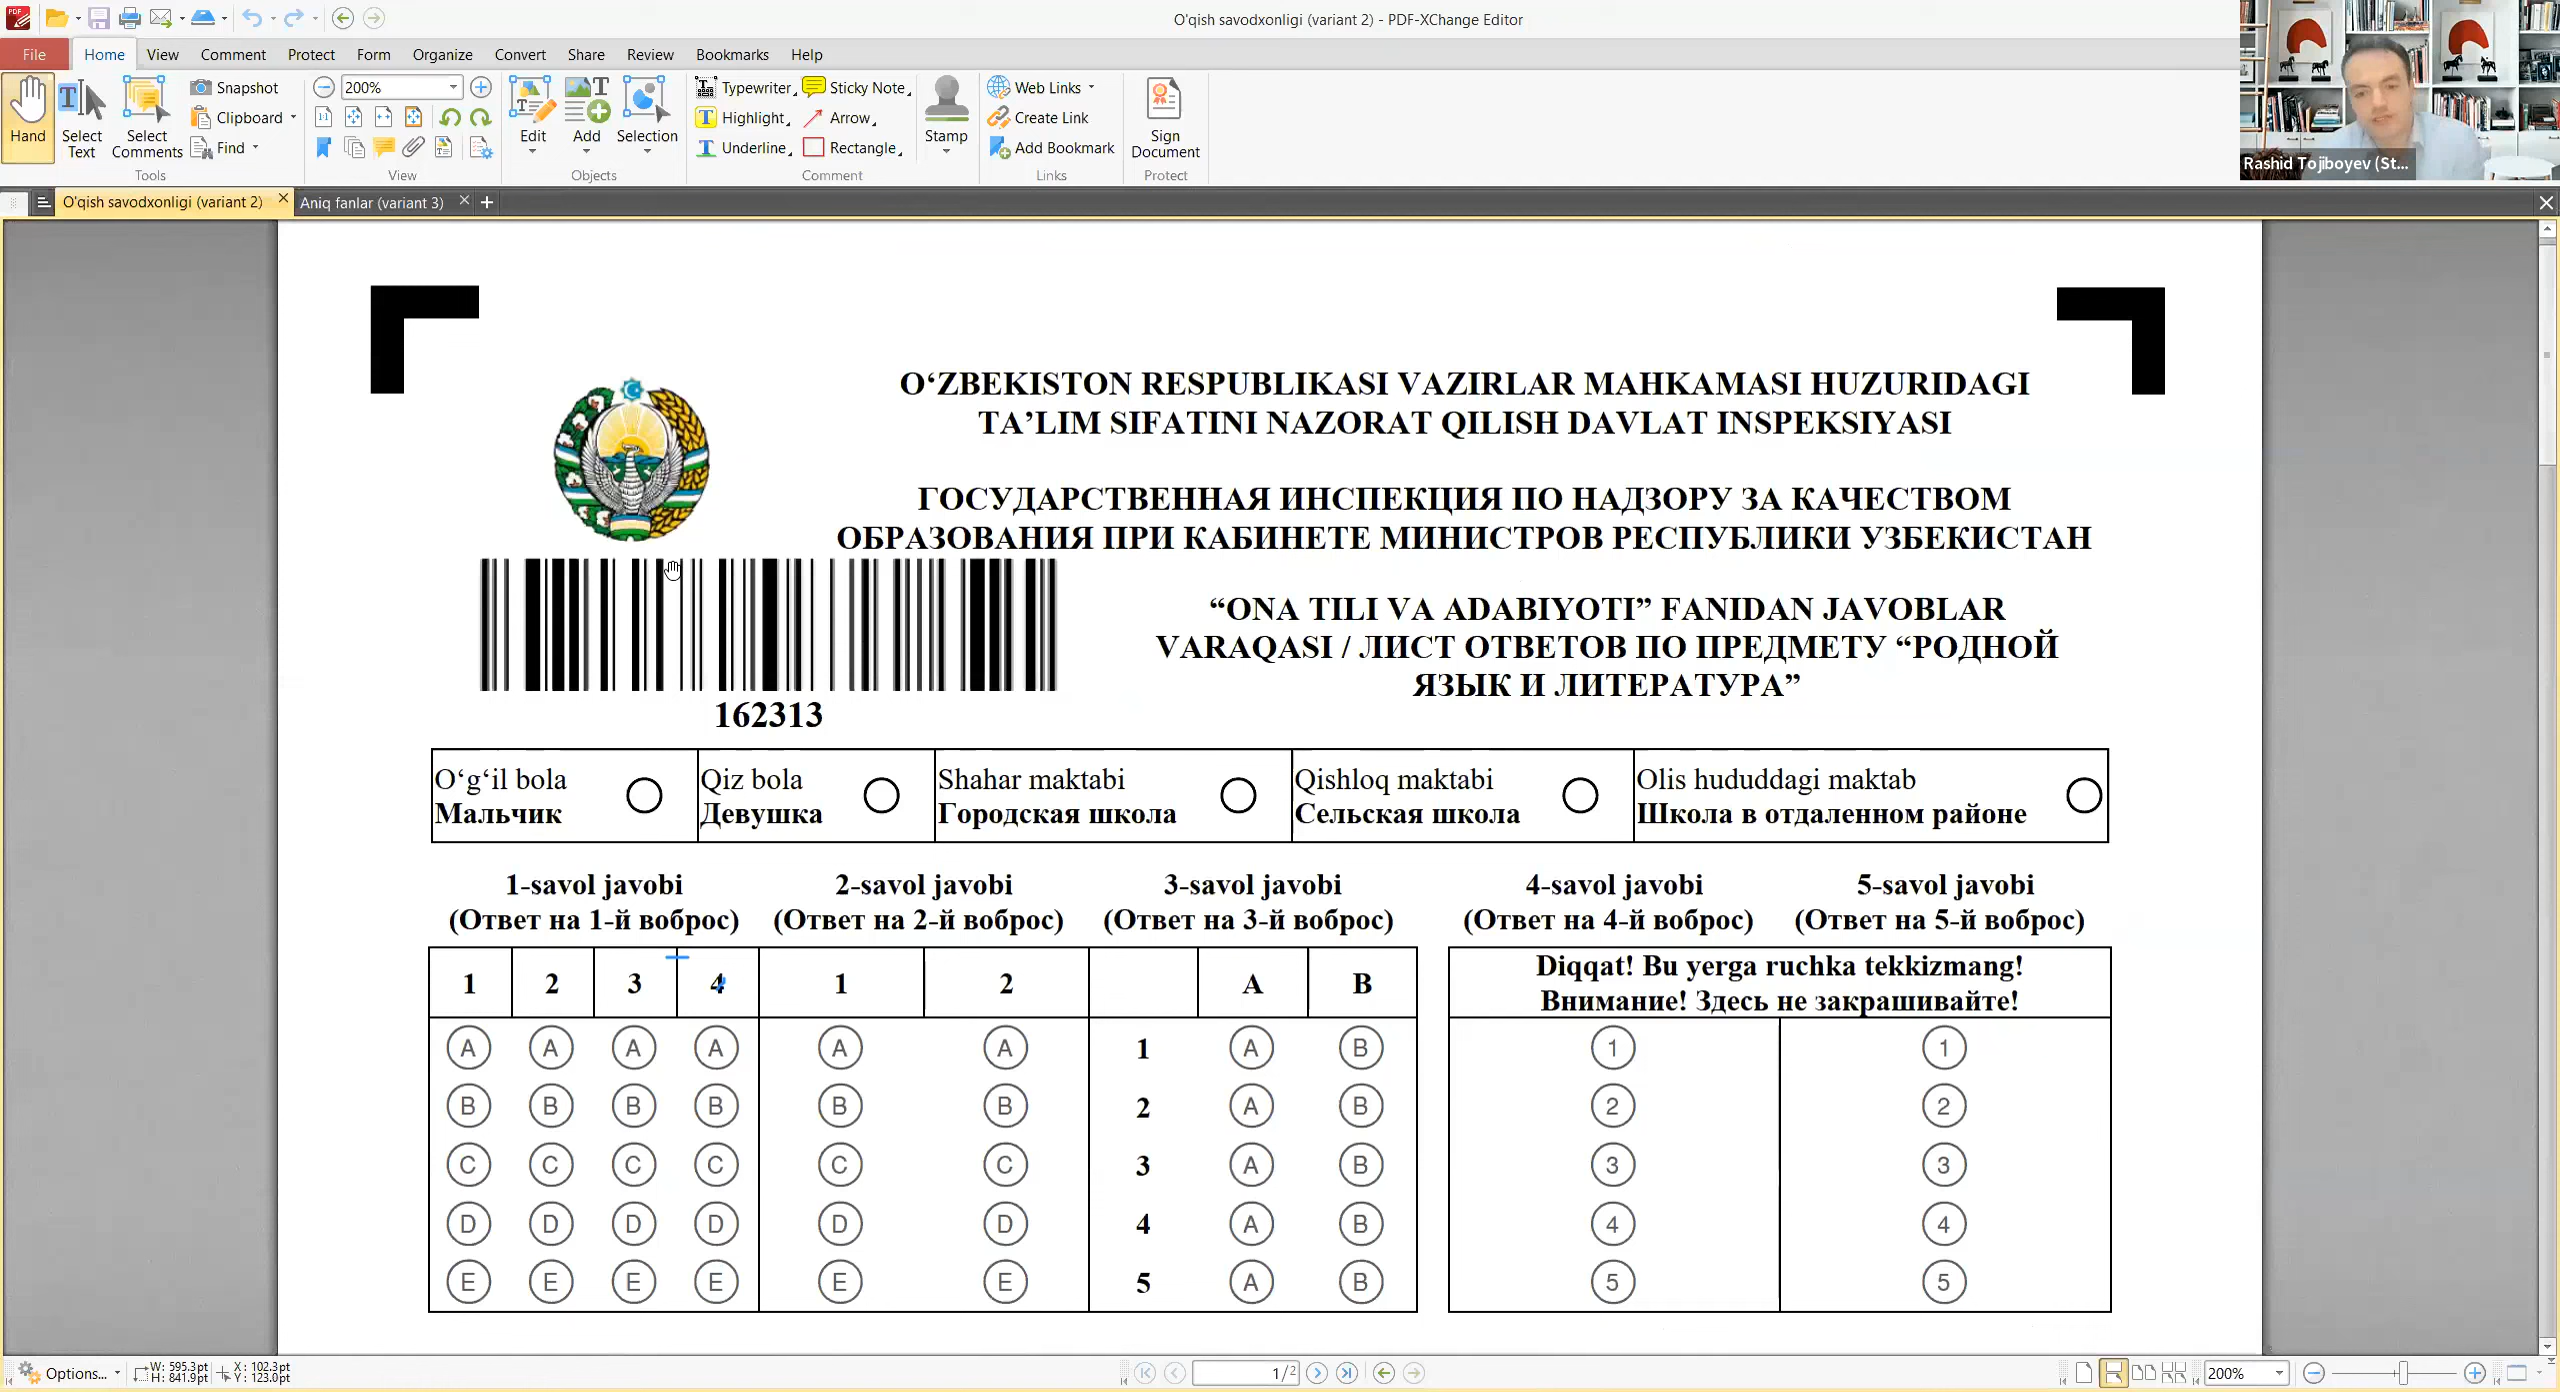 O'qish savodxonligi (variant 2) - PDF-XChange Editor
File Home View Comment Protect Form Organize Convert Share Review Bookmarks Help
Hand
Select Text
Select Comments
Snapshot
Clipboard
Find
Tools
200%
View
Edit
Add
Selection
Objects
Typewriter
Highlight
Underline
Sticky Note
Arrow
Rectangle
Stamp
Comment
Web Links
Create Link
Add Bookmark
Links
Sign Document
Protect
Rashid Tojiboyev (St...
O'qish savodxonligi (variant 2)
Aniq fanlar (variant 3)
O‘ZBEKISTON RESPUBLIKASI VAZIRLAR MAHKAMASI HUZURIDAGI
TA’LIM SIFATINI NAZORAT QILISH DAVLAT INSPEKSIYASI
ГОСУДАРСТВЕННАЯ ИНСПЕКЦИЯ ПО НАДЗОРУ ЗА КАЧЕСТВОМ
ОБРАЗОВАНИЯ ПРИ КАБИНЕТЕ МИНИСТРОВ РЕСПУБЛИКИ УЗБЕКИСТАН
“ONA TILI VA ADABIYOTI” FANIDAN JAVOBLAR
VARAQASI / ЛИСТ ОТВЕТОВ ПО ПРЕДМЕТУ “РОДНОЙ
ЯЗЫК И ЛИТЕРАТУРА”
162313
O‘g‘il bola
Мальчик
Qiz bola
Девушка
Shahar maktabi
Городская школа
Qishloq maktabi
Сельская школа
Olis hududdagi maktab
Школа в отдаленном районе
1-savol javobi 2-savol javobi 3-savol javobi 4-savol javobi 5-savol javobi
(Ответ на 1-й воброс) (Ответ на 2-й воброс) (Ответ на 3-й воброс) (Ответ на 4-й воброс) (Ответ на 5-й воброс)
1 2 3 4 1 2 A B
Diqqat! Bu yerga ruchka tekkizmang!
Внимание! Здесь не закрашивайте!
A A A A A A 1 A B 1 1
B B B B B B 2 A B 2 2
C C C C C C 3 A B 3 3
D D D D D D 4 A B 4 4
E E E E E E 5 A B 5 5
Options...
W: 595.3pt
H: 841.9pt
X: 102.3pt
Y: 123.0pt
1/2
200%